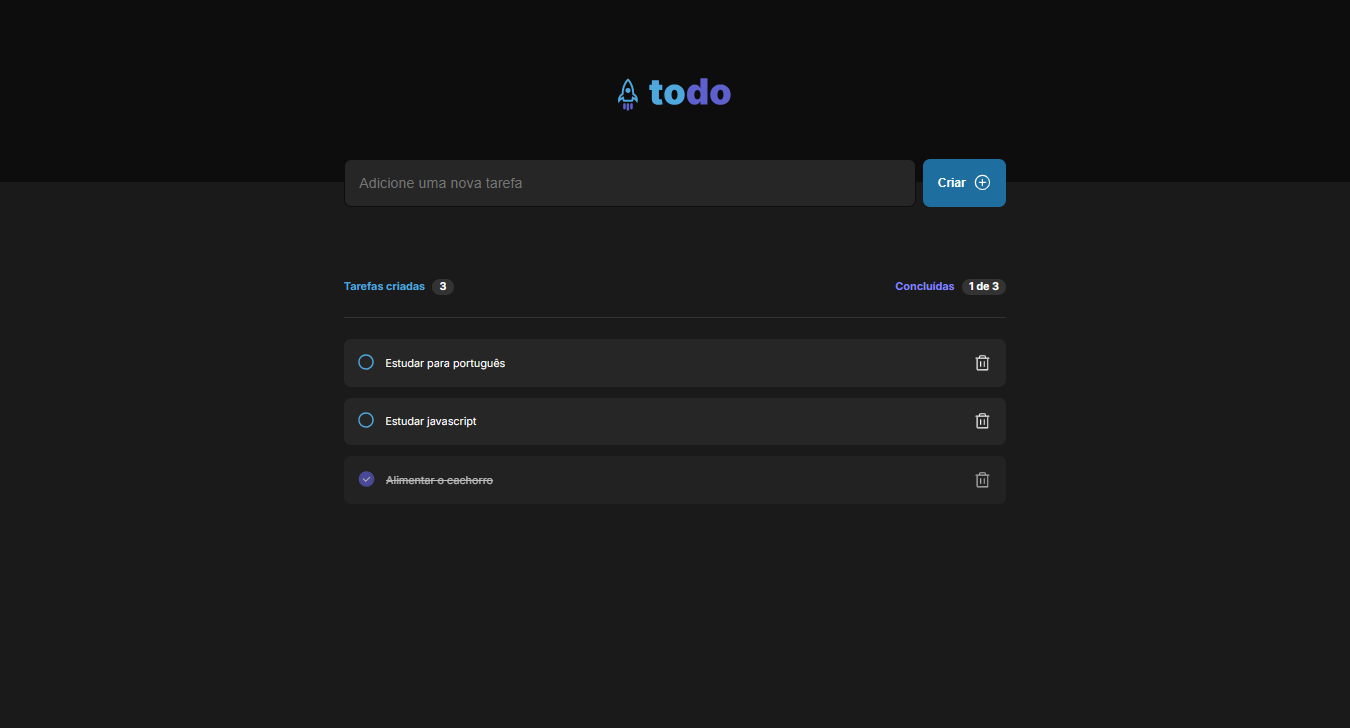 todo
Adicione uma nova tarefa
Criar
Tarefas criadas 3
Concluídas 1 de 3
Estudar para português
Estudar javascript
Alimentar o cachorro